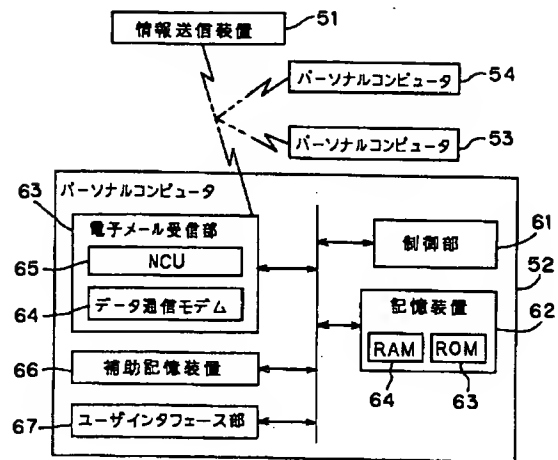 情報送信装置 51
パーソナルコンピュータ 54
パーソナルコンピュータ 53
パーソナルコンピュータ
63 電子メール受信部
65 NCU
64 データ通信モデム
61
制御部
52
記憶装置 62
RAM ROM
64 63
66 補助記憶装置
67 ユーザインタフェース部